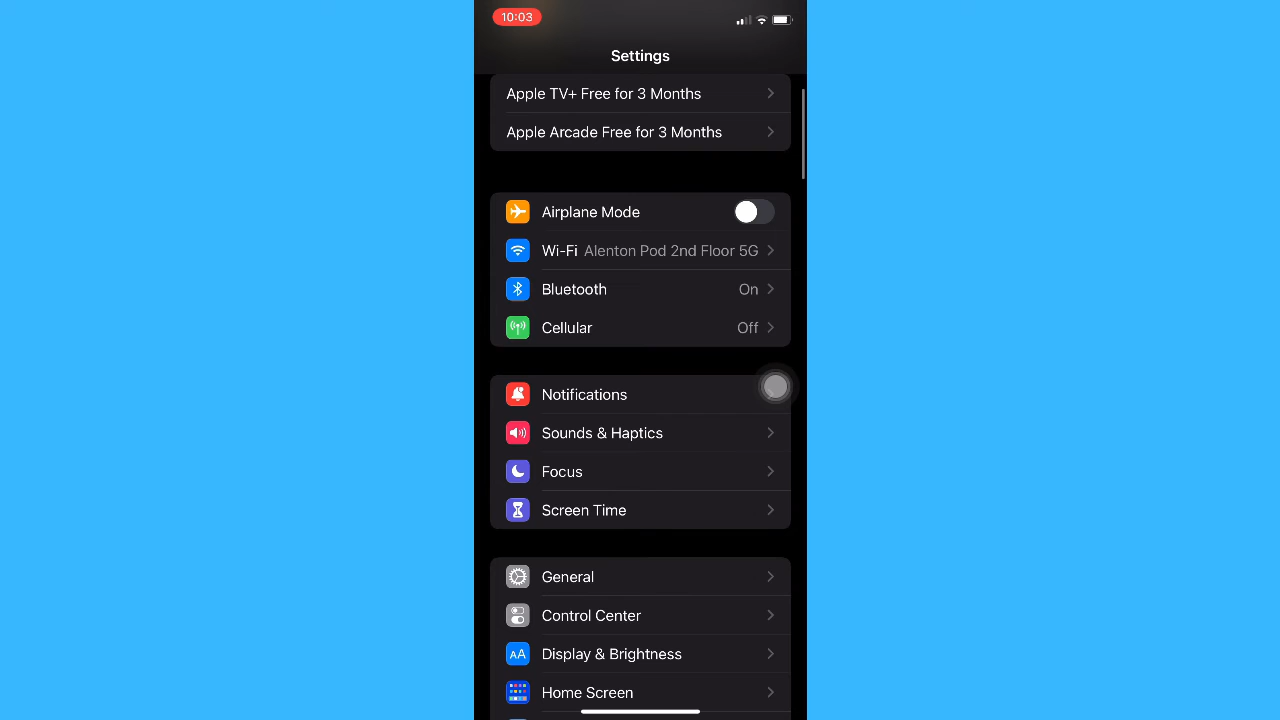 10:03
Settings
Apple TV+ Free for 3 Months
Apple Arcade Free for 3 Months
Airplane Mode
Wi-Fi Alenton Pod 2nd Floor 5G
Bluetooth On
Cellular Off
Notifications
Sounds & Haptics
Focus
Screen Time
General
Control Center
AA Display & Brightness
Home Screen